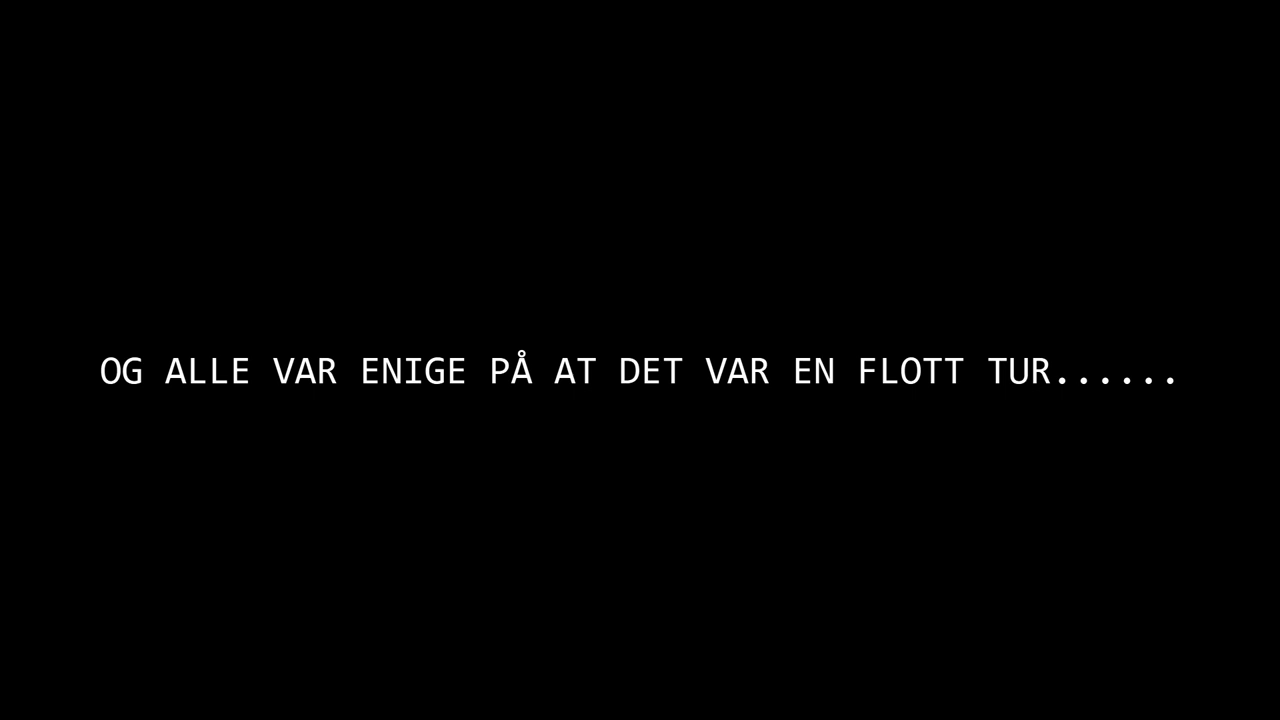 OG ALLE VAR ENIGE PÅ AT DET VAR EN FLOTT TUR......